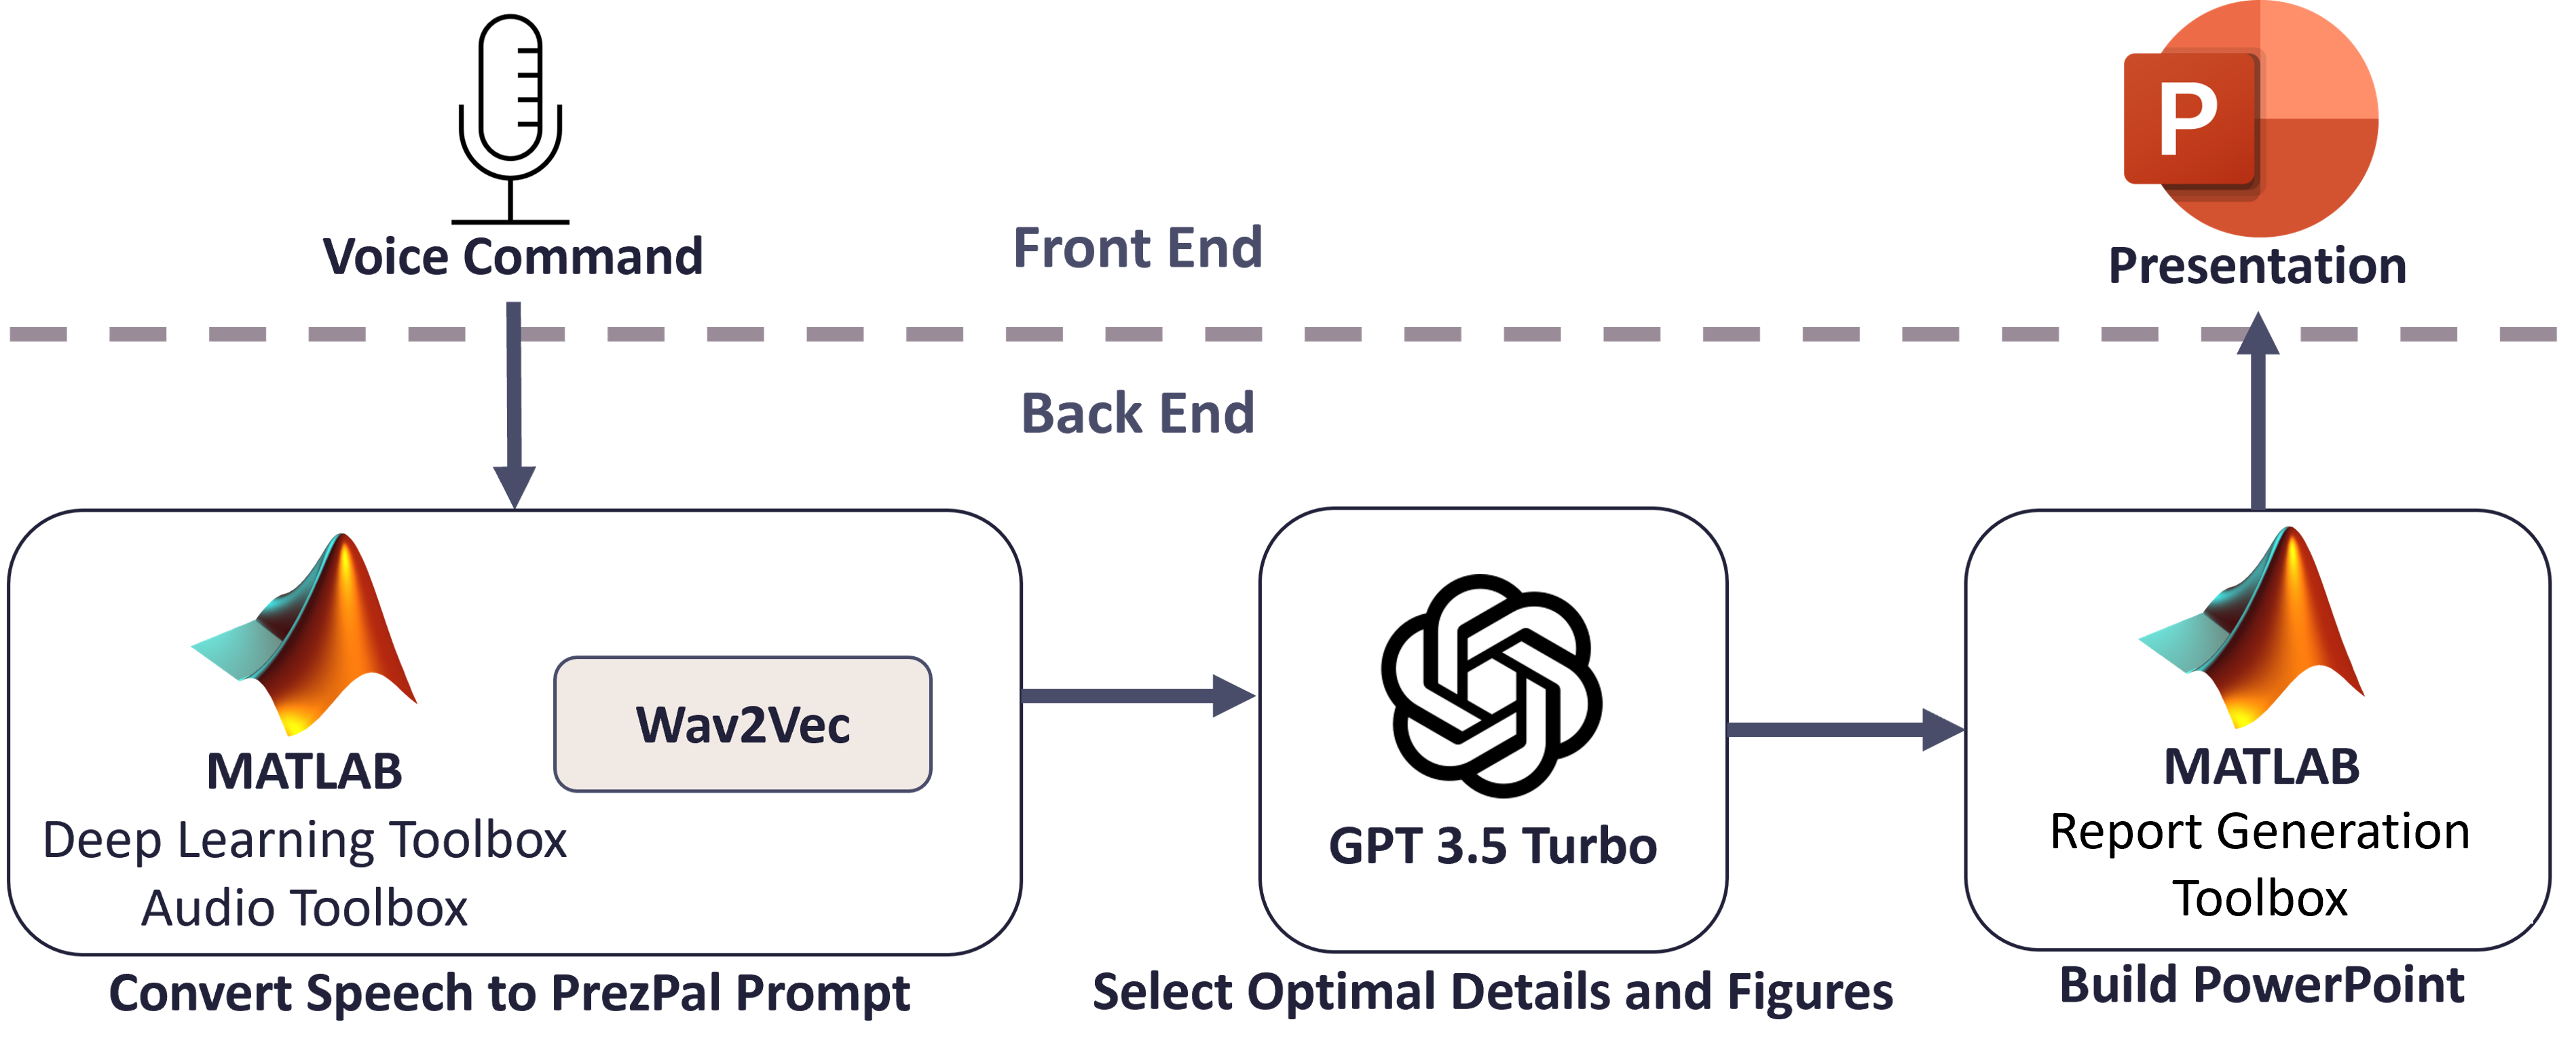 P
Voice Command
Front End
Presentation
Back End
MATLAB
Deep Learning Toolbox
Audio Toolbox
Wav2Vec
Convert Speech to PrezPal Prompt
GPT 3.5 Turbo
Select Optimal Details and Figures
MATLAB
Report Generation
Toolbox
Build PowerPoint